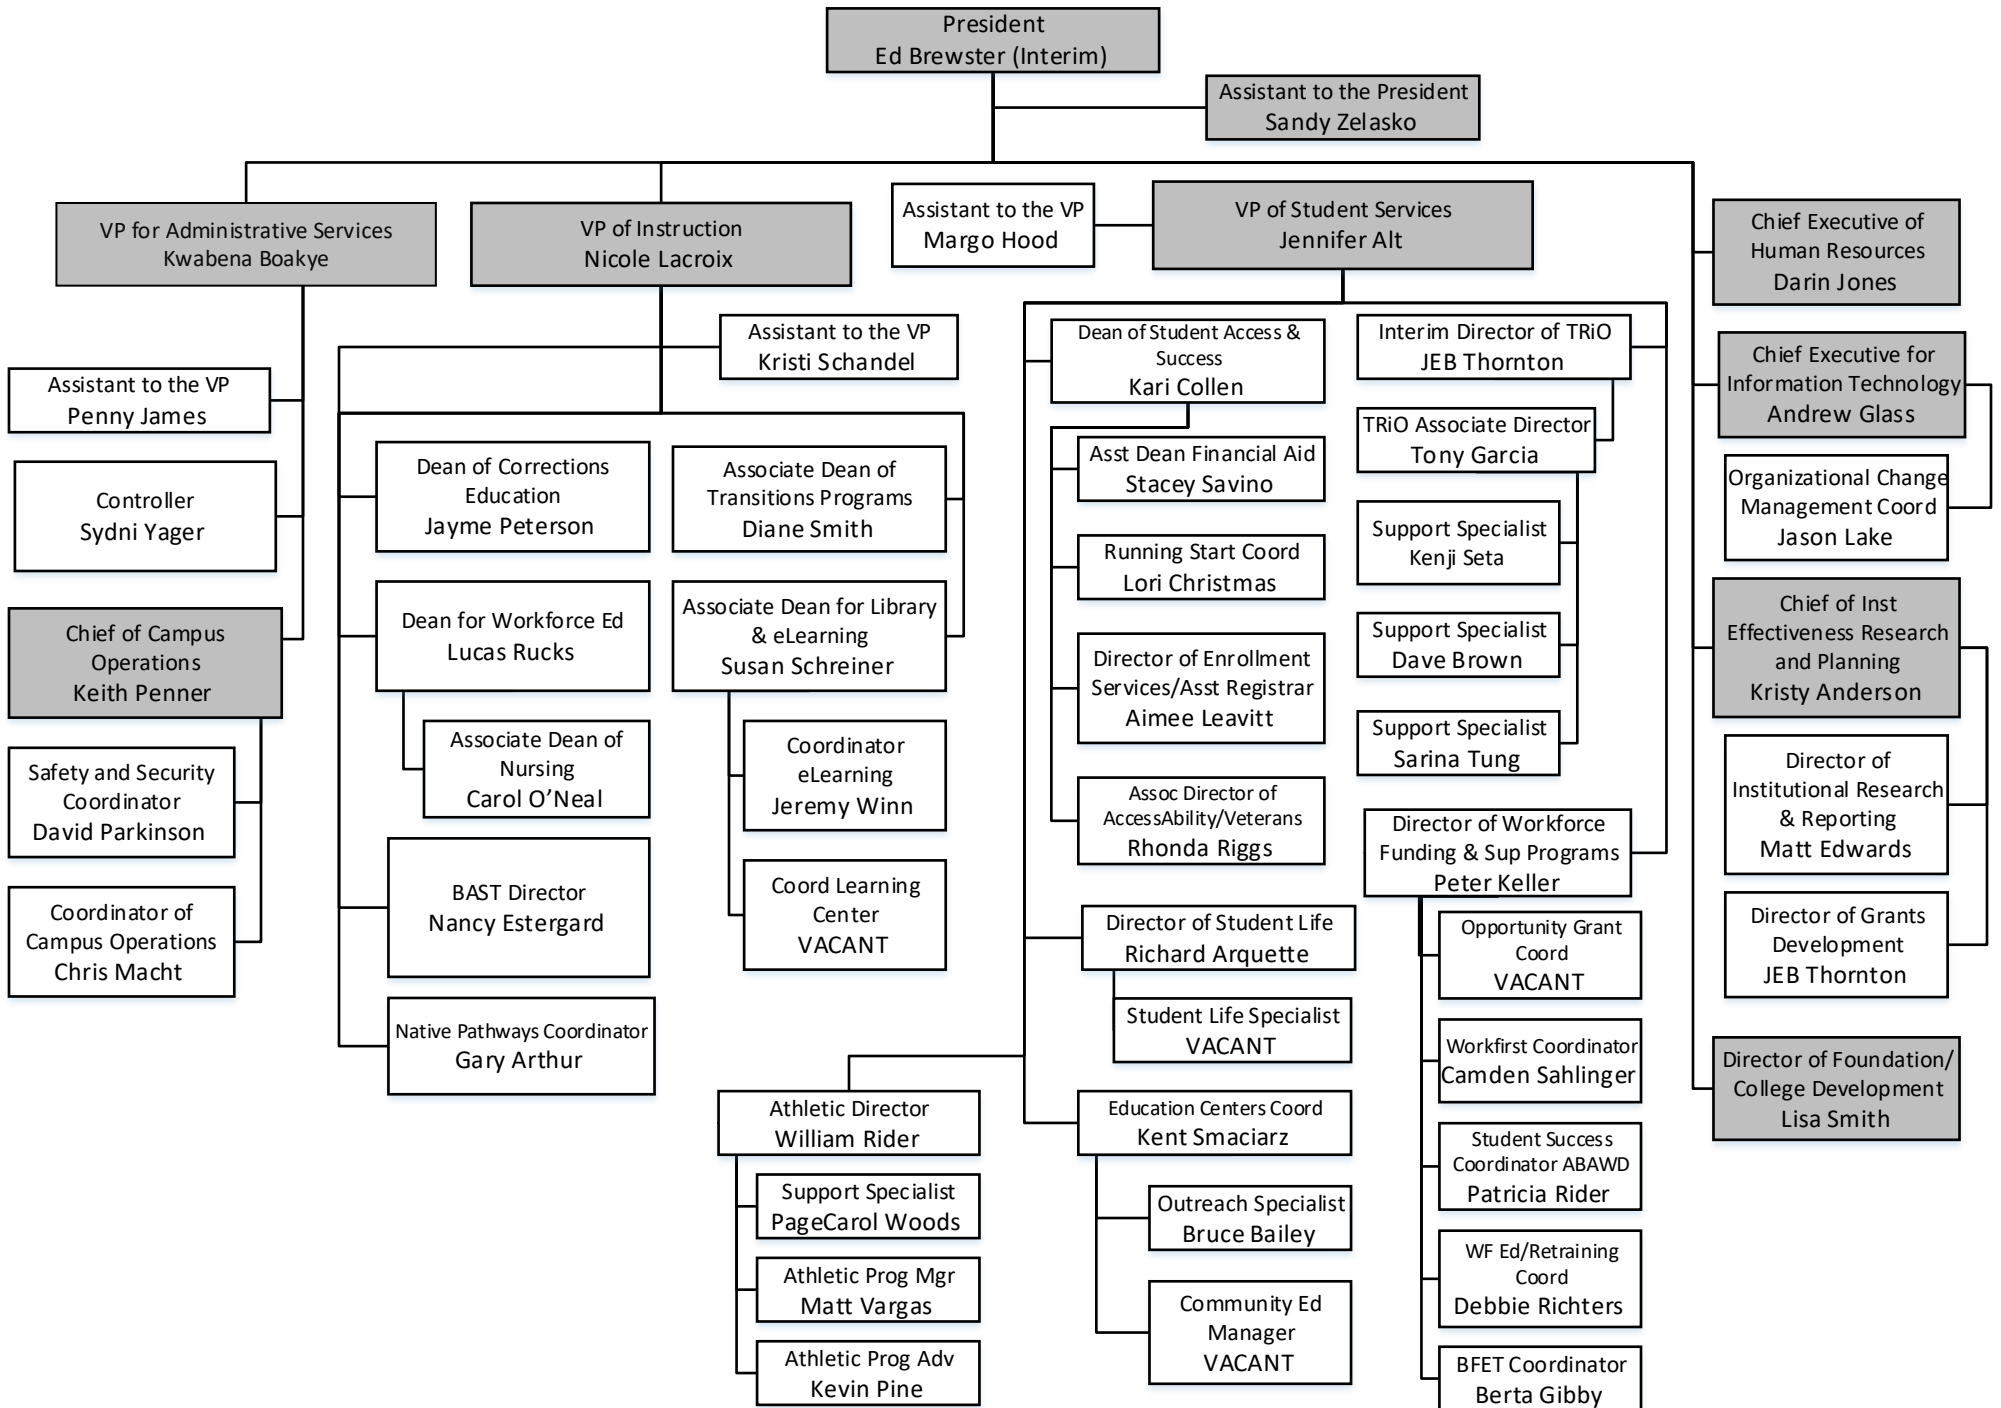 President
Ed Brewster (Interim)
Assistant to the President
Sandy Zelasko
VP for Administrative Services
Kwabena Boakye
VP of Instruction
Nicole Lacroix
Assistant to the VP
Margo Hood
VP of Student Services
Jennifer Alt
Chief Executive of
Human Resources
Darin Jones
Assistant to the VP
Penny James
Controller
Sydni Yager
Chief of Campus
Operations
Keith Penner
Safety and Security
Coordinator
David Parkinson
Coordinator of
Campus Operations
Chris Macht
Assistant to the VP
Kristi Schandel
Dean of Corrections
Education
Jayme Peterson
Dean for Workforce Ed
Lucas Rucks
Associate Dean of
Nursing
Carol O’Neal
BAST Director
Nancy Estergard
Native Pathways Coordinator
Gary Arthur
Associate Dean of
Transitions Programs
Diane Smith
Associate Dean for Library
& eLearning
Susan Schreiner
Coordinator
eLearning
Jeremy Winn
Coord Learning
Center
VACANT
Dean of Student Access &
Success
Kari Collen
Asst Dean Financial Aid
Stacey Savino
Running Start Coord
Lori Christmas
Director of Enrollment
Services/Asst Registrar
Aimee Leavitt
Assoc Director of
AccessAbility/Veterans
Rhonda Riggs
Director of Student Life
Richard Arquette
Student Life Specialist
VACANT
Athletic Director
William Rider
Support Specialist
PageCarol Woods
Athletic Prog Mgr
Matt Vargas
Athletic Prog Adv
Kevin Pine
Education Centers Coord
Kent Smaciarz
Outreach Specialist
Bruce Bailey
Community Ed
Manager
VACANT
Interim Director of TRiO
JEB Thornton
TRiO Associate Director
Tony Garcia
Support Specialist
Kenji Seta
Support Specialist
Dave Brown
Support Specialist
Sarina Tung
Director of Workforce
Funding & Sup Programs
Peter Keller
Opportunity Grant
Coord
VACANT
Workfirst Coordinator
Camden Sahlinger
Student Success
Coordinator ABAWD
Patricia Rider
WF Ed/Retraining
Coord
Debbie Richters
BFET Coordinator
Berta Gibby
Chief Executive for
Information Technology
Andrew Glass
Organizational Change
Management Coord
Jason Lake
Chief of Inst
Effectiveness Research
and Planning
Kristy Anderson
Director of
Institutional Research
& Reporting
Matt Edwards
Director of Grants
Development
JEB Thornton
Director of Foundation/
College Development
Lisa Smith